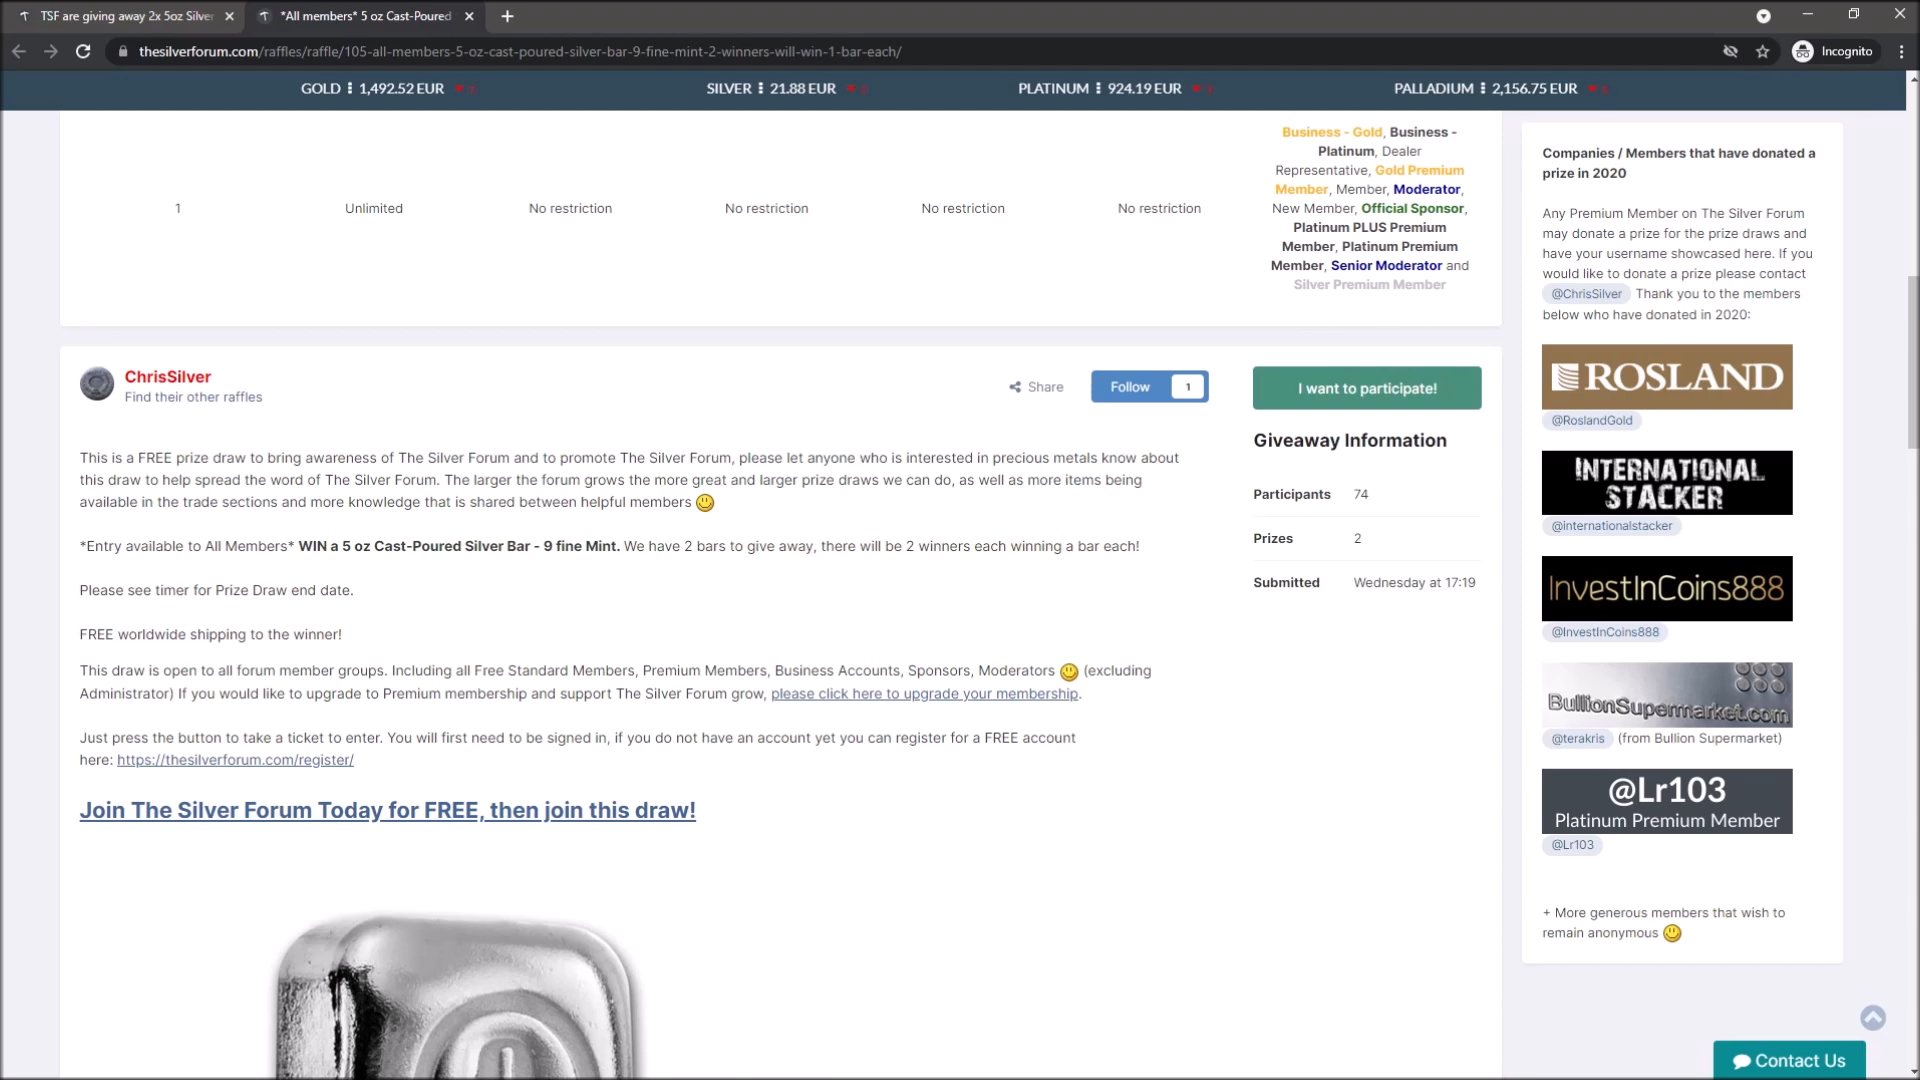 TSF are giving away 2x 5oz Silver
*All members* 5 oz Cast-Poured
thesilverforum.com/raffles/raffle/105-all-members-5-oz-cast-poured-silver-bar-9-fine-mint-2-winners-will-win-1-bar-each/
Incognito
GOLD 1,492.52 EUR
SILVER 21.88 EUR
PLATINUM 924.19 EUR
PALLADIUM 2,156.75 EUR
1
Unlimited
No restriction
No restriction
No restriction
No restriction
Business - Gold, Business -
Platinum, Dealer
Representative, Gold Premium
Member, Member, Moderator,
New Member, Official Sponsor,
Platinum PLUS Premium
Member, Platinum Premium
Member, Senior Moderator and
Silver Premium Member
ChrisSilver
Find their other raffles
Share
Follow 1
This is a FREE prize draw to bring awareness of The Silver Forum and to promote The Silver Forum, please let anyone who is interested in precious metals know about
this draw to help spread the word of The Silver Forum. The larger the forum grows the more great and larger prize draws we can do, as well as more items being
available in the trade sections and more knowledge that is shared between helpful members
*Entry available to All Members* WIN a 5 oz Cast-Poured Silver Bar - 9 fine Mint. We have 2 bars to give away, there will be 2 winners each winning a bar each!
Please see timer for Prize Draw end date.
FREE worldwide shipping to the winner!
This draw is open to all forum member groups. Including all Free Standard Members, Premium Members, Business Accounts, Sponsors, Moderators (excluding
Administrator) If you would like to upgrade to Premium membership and support The Silver Forum grow, please click here to upgrade your membership.
Just press the button to take a ticket to enter. You will first need to be signed in, if you do not have an account yet you can register for a FREE account
here: https://thesilverforum.com/register/
Join The Silver Forum Today for FREE, then join this draw!
I want to participate!
Giveaway Information
Participants 74
Prizes 2
Submitted Wednesday at 17:19
Companies / Members that have donated a
prize in 2020
Any Premium Member on The Silver Forum
may donate a prize for the prize draws and
have your username showcased here. If you
would like to donate a prize please contact
@ChrisSilver Thank you to the members
below who have donated in 2020:
ROSLAND
@RoslandGold
INTERNATIONAL
STACKER
@internationalstacker
InvestInCoins888
@InvestInCoins888
BullionSupermarket.com
@terakris (from Bullion Supermarket)
@Lr103
Platinum Premium Member
@Lr103
+ More generous members that wish to
remain anonymous
Contact Us